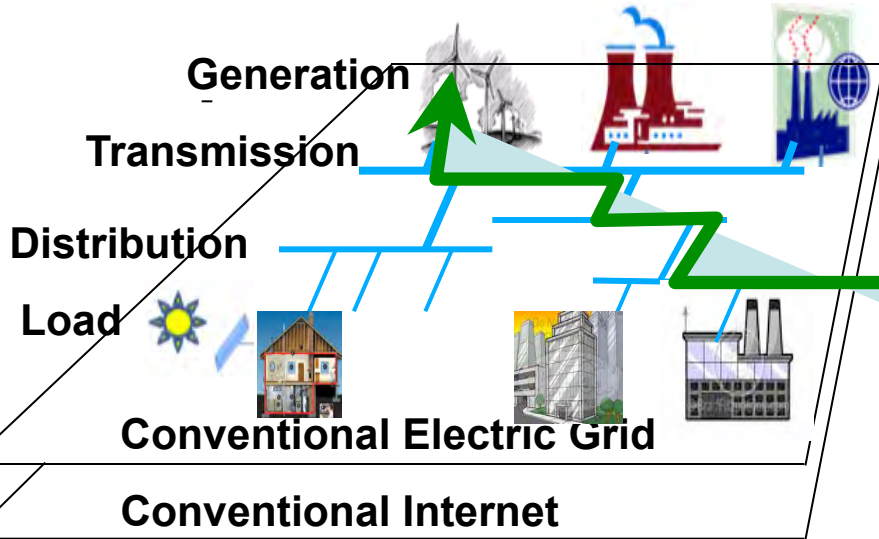 Generation
Transmission
Distribution
Load
Conventional Electric Grid
Conventional Internet